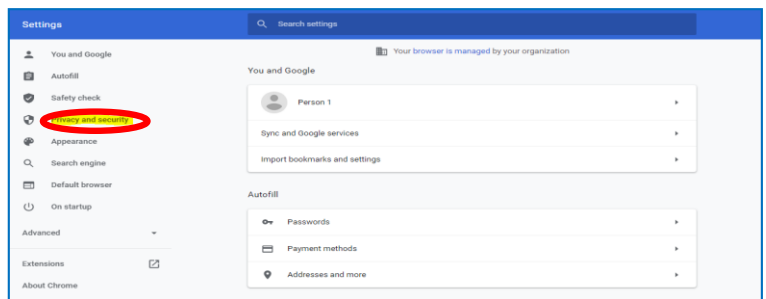 Settings
Search settings
You and Google
Autofill
Safety check
Privacy and security
Appearance
Search engine
Default browser
On startup
Advanced
Extensions
About Chrome
Your browser is managed by your organization
You and Google
Person 1
Sync and Google services
Import bookmarks and settings
Autofill
Passwords
Payment methods
Addresses and more